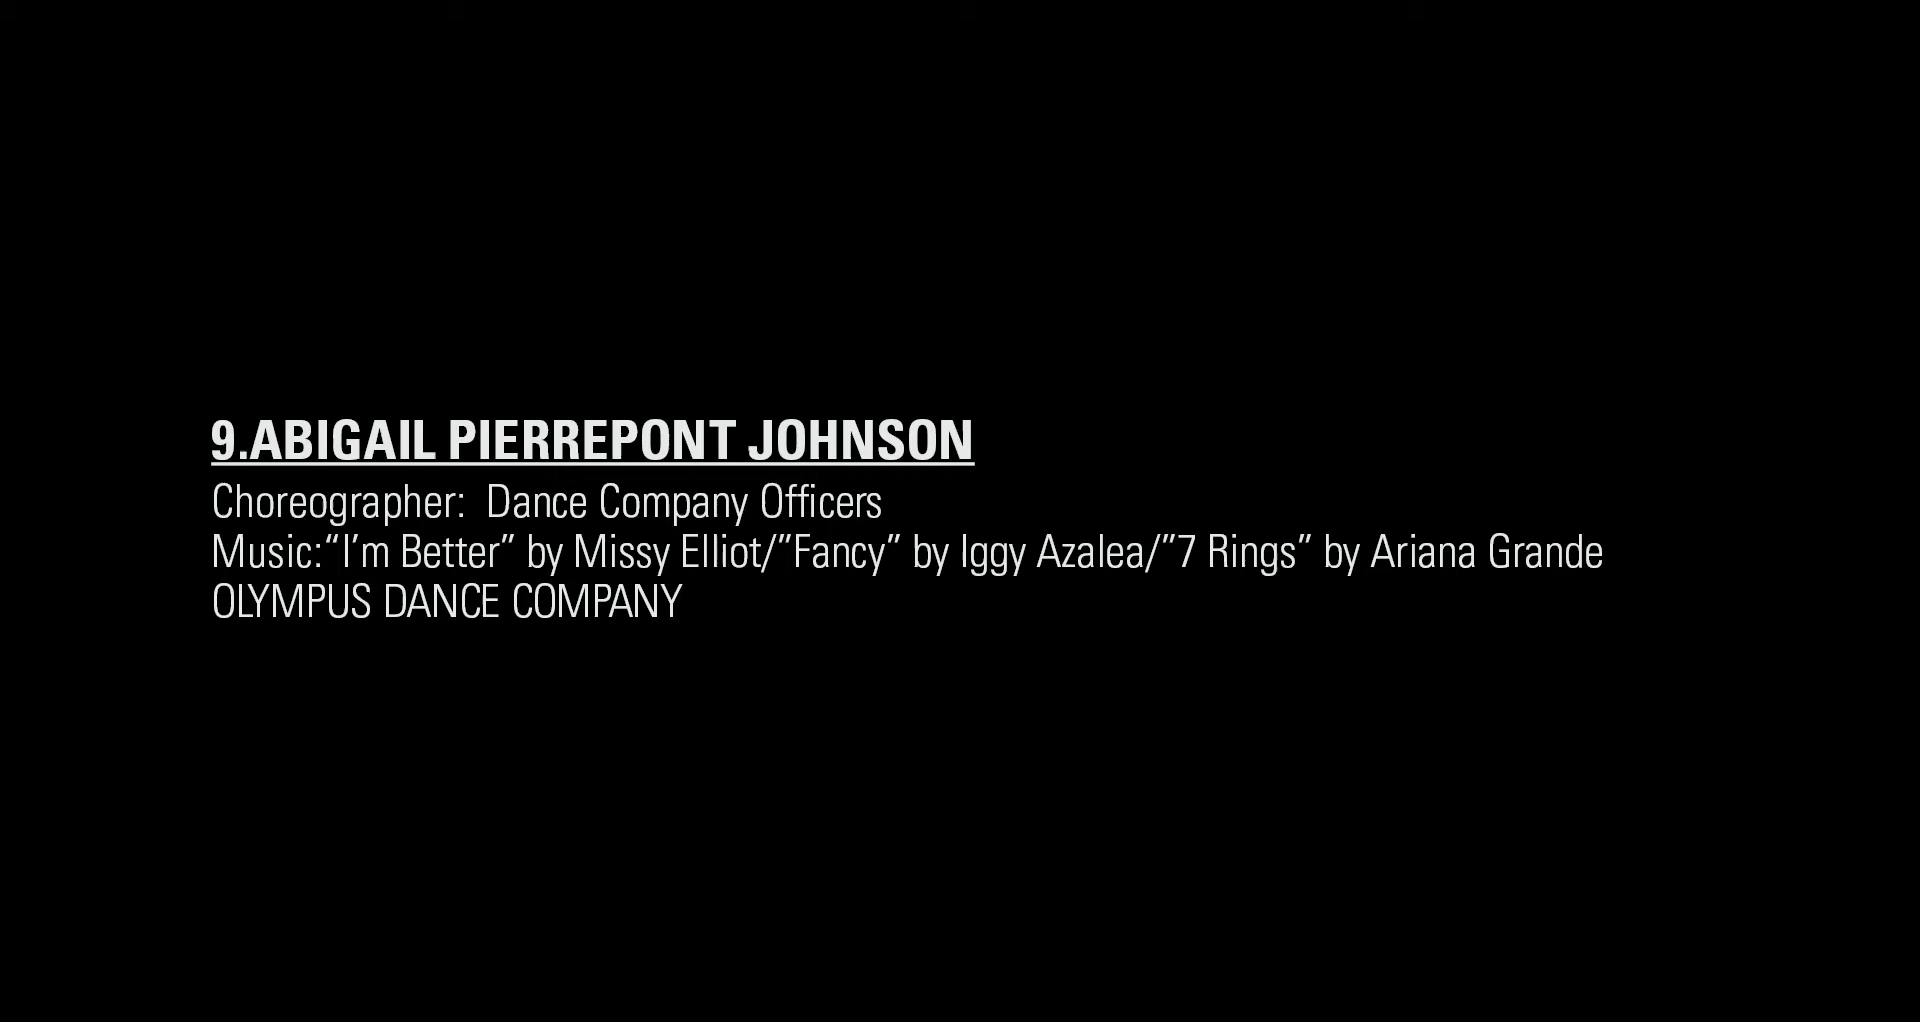 9.ABIGAIL PIERREPONT JOHNSON
Choreographer:  Dance Company Officers
Music:“I’m Better” by Missy Elliot/”Fancy” by Iggy Azalea/”7 Rings” by Ariana Grande
OLYMPUS DANCE COMPANY